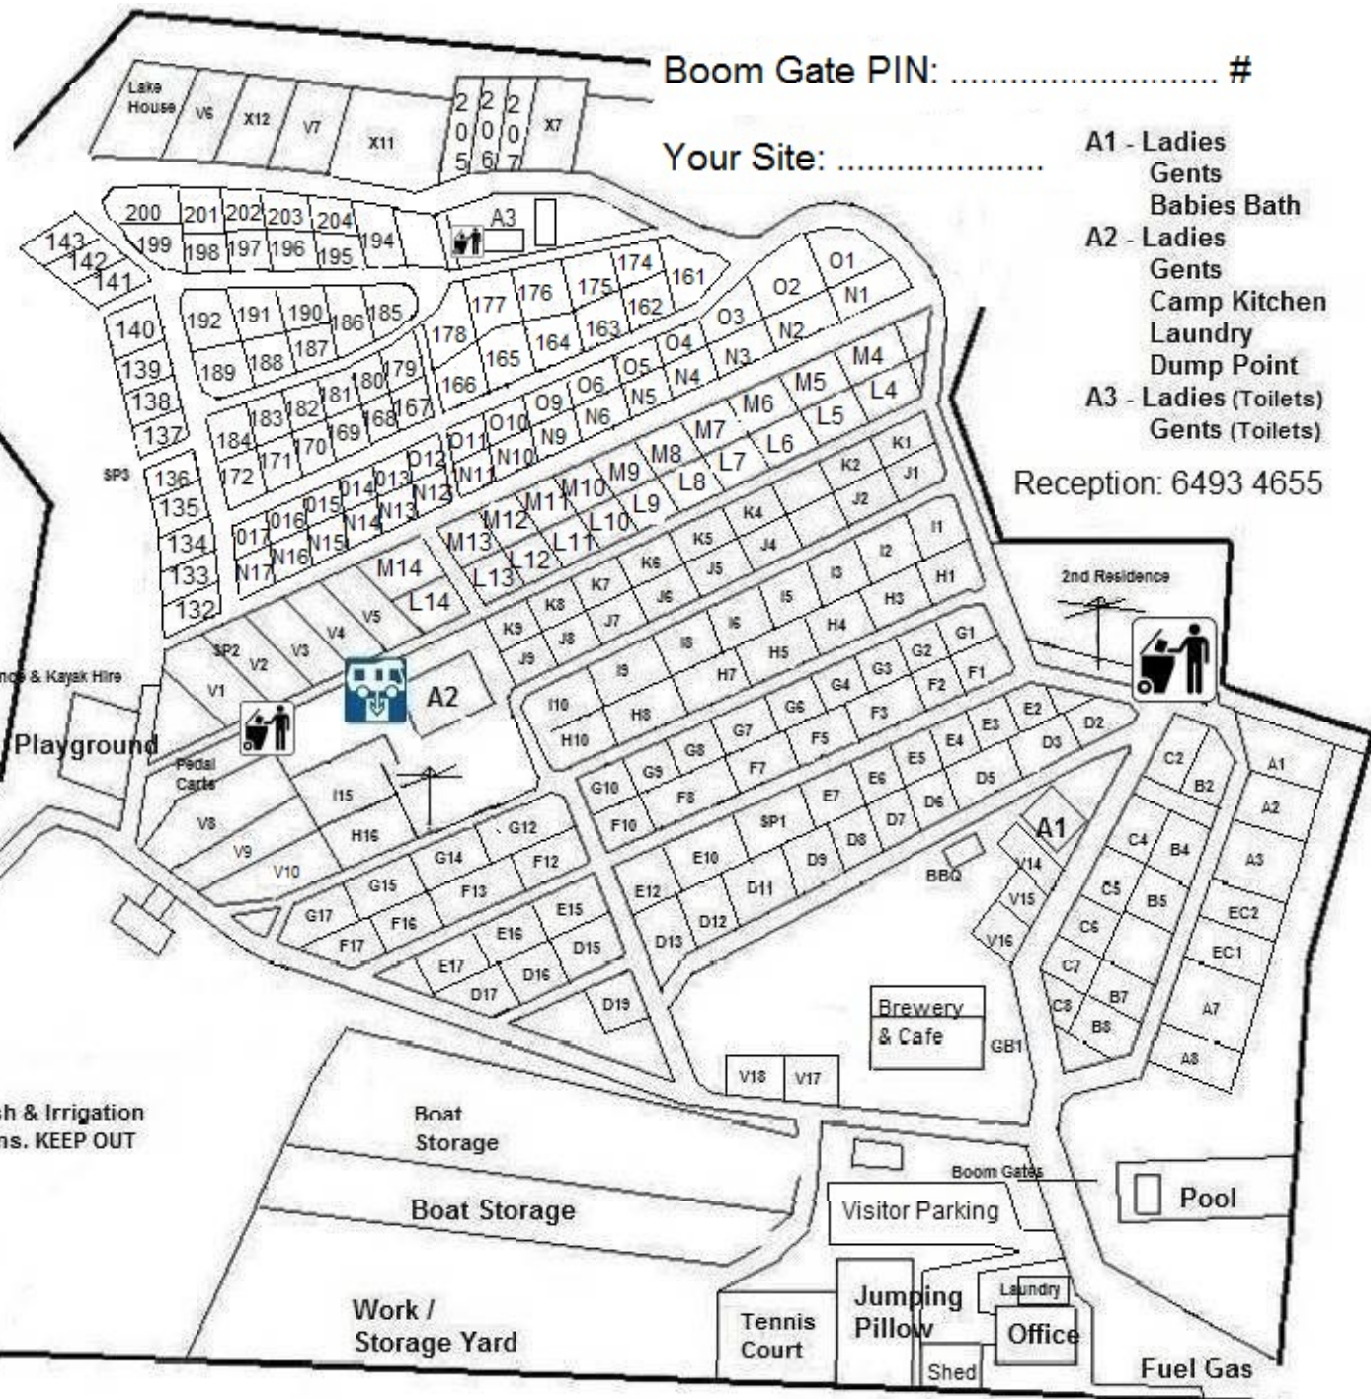 Boom Gate PIN: ........................... #
Your Site: .....................
A1 - Ladies
Gents
Babies Bath
A2 - Ladies
Gents
Camp Kitchen
Laundry
Dump Point
A3 - Ladies (Toilets)
Gents (Toilets)
Reception: 6493 4655
Lake
House
V6
X12
V7
X11
205
206
207
X7
200
201
202
203
204
194
A3
199
198
197
196
195
143
142
141
192
191
190
186
185
189
188
187
177
176
175
174
161
178
165
164
163
162
166
140
139
138
137
SP3
136
135
134
133
132
184
183
182
181
180
179
172
171
170
169
168
167
O1
O2
O3
O4
O5
O6
O9
O10
O11
O12
013
014
015
016
017
N1
N2
N3
N4
N5
N6
N9
N10
N11
N12
N13
N14
N15
N16
N17
M4
M5
M6
M7
M8
M9
M10
M11
M12
M13
M14
L4
L5
L6
L7
L8
L9
L10
L11
L12
L13
L14
K1
K2
K4
K5
K6
K7
K8
K9
J1
J2
J4
J5
J6
J7
J8
J9
I1
I2
I3
I5
I6
I8
I9
I10
H1
H3
H4
H5
H7
H8
H10
G1
G2
G3
G4
G6
G7
G8
G9
G10
F1
F2
F3
F5
F7
F8
F10
E2
E3
E4
E5
E6
E7
SP1
E10
E12
D2
D3
D5
D6
D7
D8
D9
D11
D12
D13
2nd Residence
V5
V4
V3
V2
SP2
V1
A2
& Kayak Hire
Playground
Pedal
Carts
V8
V9
V10
I15
H16
G12
G14
G15
G17
F12
F13
F16
F17
E15
E16
E17
D15
D16
D17
D19
A1
BBQ
V14
V15
V16
C2
B2
C4
B4
C5
B5
C6
C7
B7
C8
B8
A1
A2
A3
EC2
EC1
A7
A8
Brewery
& Cafe
GB1
V18
V17
& Irrigation
KEEP OUT
Boat
Storage
Boat Storage
Work /
Storage Yard
Boom Gates
Visitor Parking
Pool
Tennis
Court
Jumping
Pillow
Laundry
Office
Shed
Fuel Gas